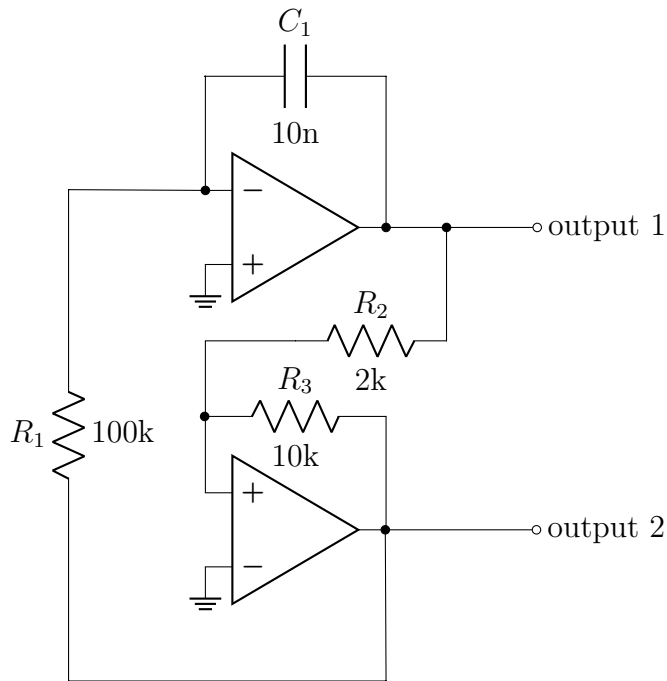 C₁
10n
−
+
output 1
R₂
2k
R₃
10k
R₁ 100k
+
−
output 2